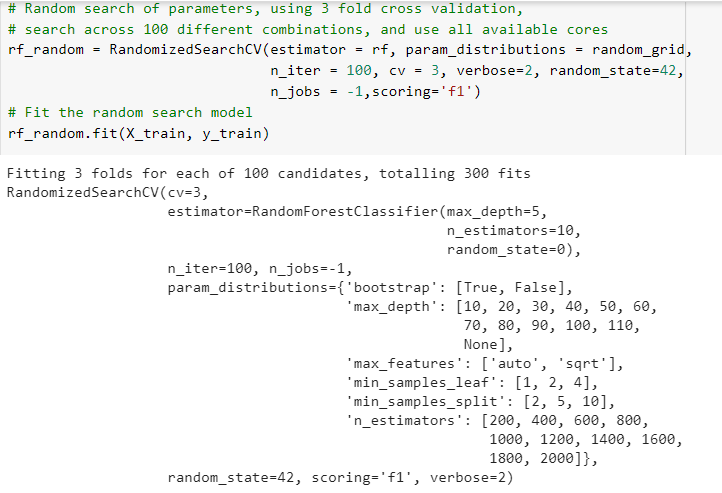 # Random search of parameters, using 3 fold cross validation,
# search across 100 different combinations, and use all available cores
rf_random = RandomizedSearchCV(estimator = rf, param_distributions = random_grid,
                               n_iter = 100, cv = 3, verbose=2, random_state=42,
                               n_jobs = -1,scoring='f1')
# Fit the random search model
rf_random.fit(X_train, y_train)
Fitting 3 folds for each of 100 candidates, totalling 300 fits
RandomizedSearchCV(cv=3,
                   estimator=RandomForestClassifier(max_depth=5,
                                                    n_estimators=10,
                                                    random_state=0),
                   n_iter=100, n_jobs=-1,
                   param_distributions={'bootstrap': [True, False],
                                        'max_depth': [10, 20, 30, 40, 50, 60,
                                                      70, 80, 90, 100, 110,
                                                      None],
                                        'max_features': ['auto', 'sqrt'],
                                        'min_samples_leaf': [1, 2, 4],
                                        'min_samples_split': [2, 5, 10],
                                        'n_estimators': [200, 400, 600, 800,
                                                         1000, 1200, 1400, 1600,
                                                         1800, 2000]},
                   random_state=42, scoring='f1', verbose=2)